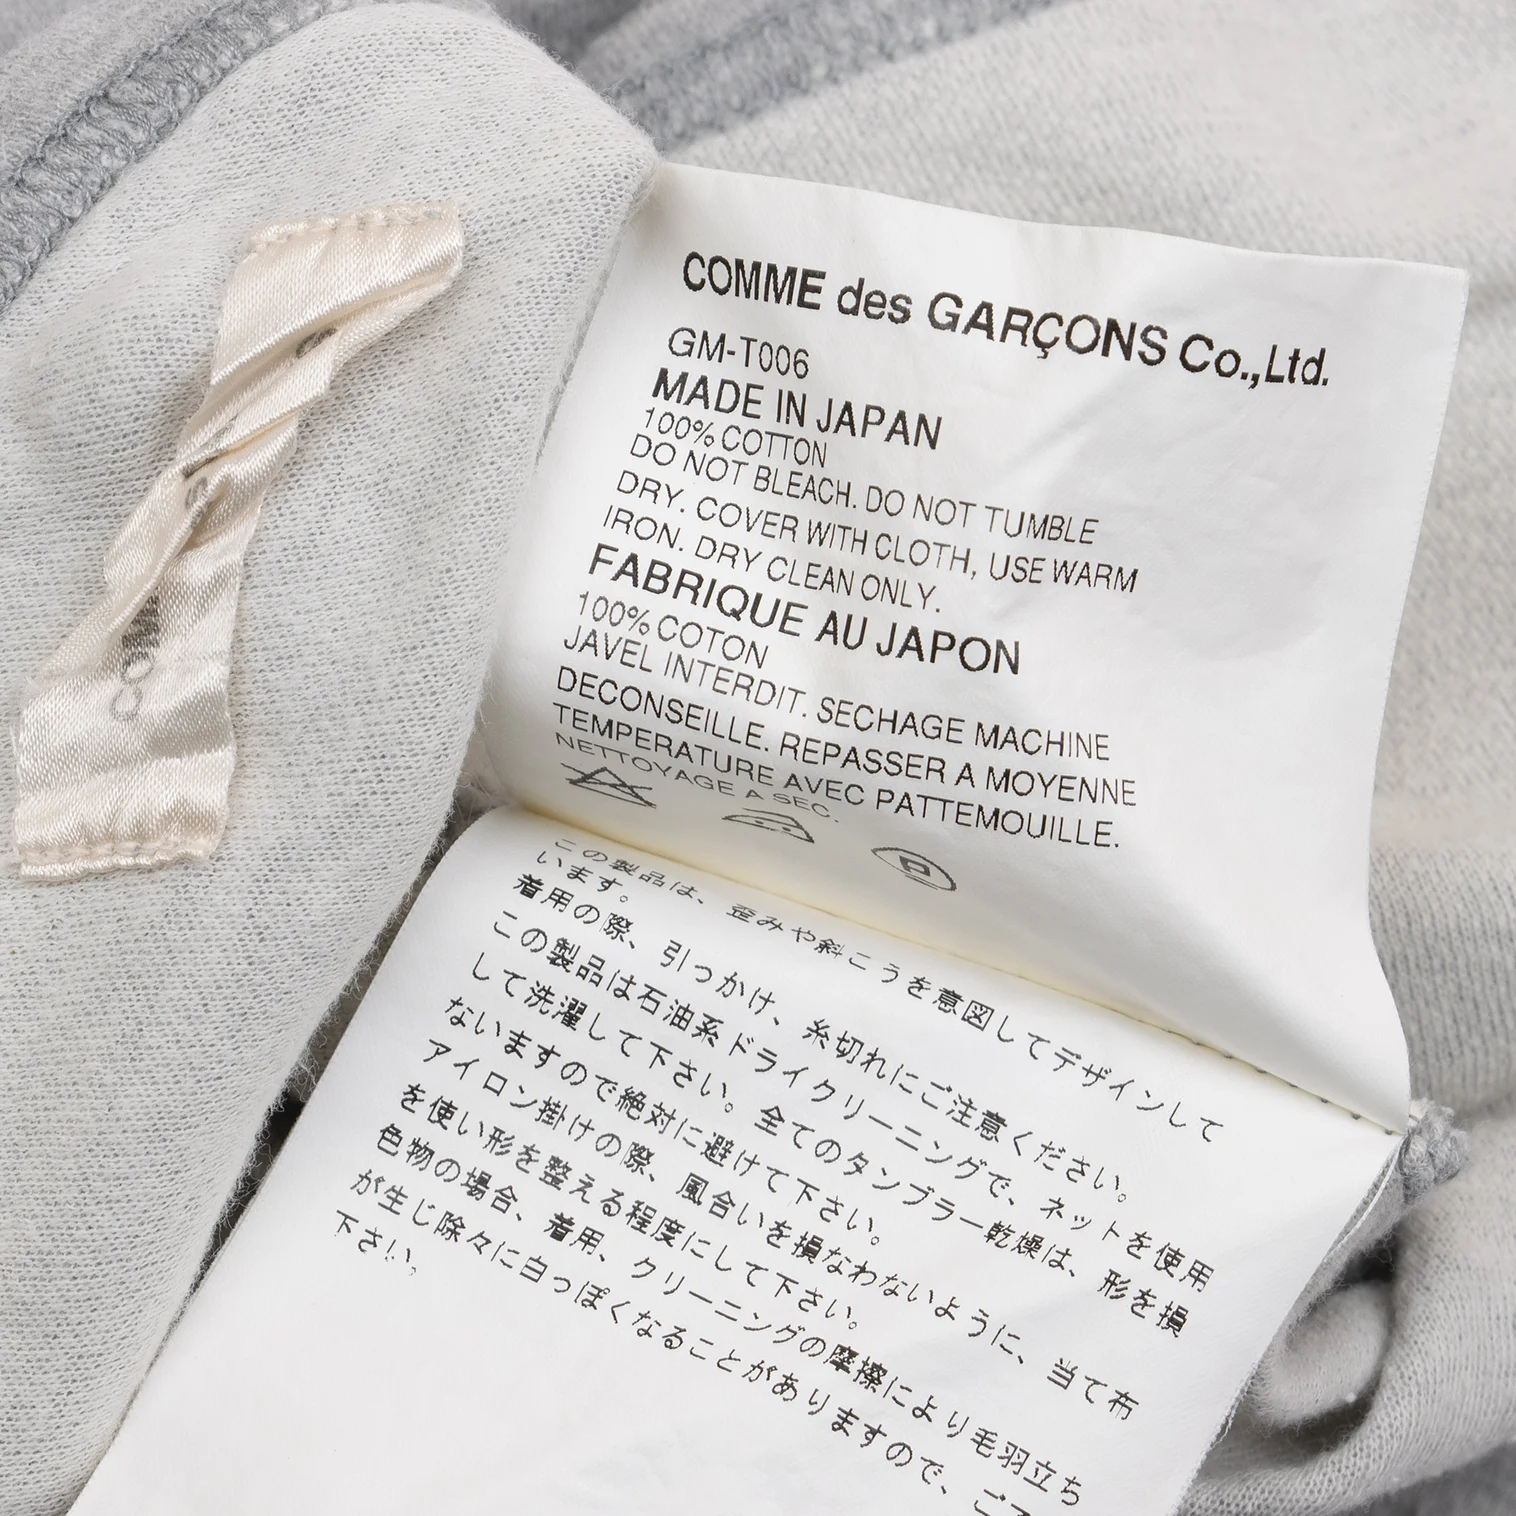 COMME des GARÇONS Co.,Ltd.
GM-T006
MADE IN JAPAN
100% COTTON
DO NOT BLEACH. DO NOT TUMBLE
DRY. COVER WITH CLOTH, USE WARM
IRON. DRY CLEAN ONLY.
FABRIQUE AU JAPON
100% COTON
JAVEL INTERDIT. SECHAGE MACHINE
DECONSEILLE. REPASSER A MOYENNE
TEMPERATURE AVEC PATTEMOUILLE.
NETTOYAGE A SEC.
この製品は、歪みや斜こうを意図してデザインして
います。
着用の際、引っかけ、糸切れにご注意ください。
この製品は石油系ドライクリーニングで、ネットを使用
して洗濯して下さい。全てのタンブラー乾燥は、形を損
ないますので絶対に避けて下さい。
アイロン掛けの際、風合いを損なわないように、当て布
を使い形を整える程度にして下さい。
色物の場合、着用、クリーニングの摩擦により毛羽立ち
が生じ除々に白っぽくなることがありますので、ご
下さい。